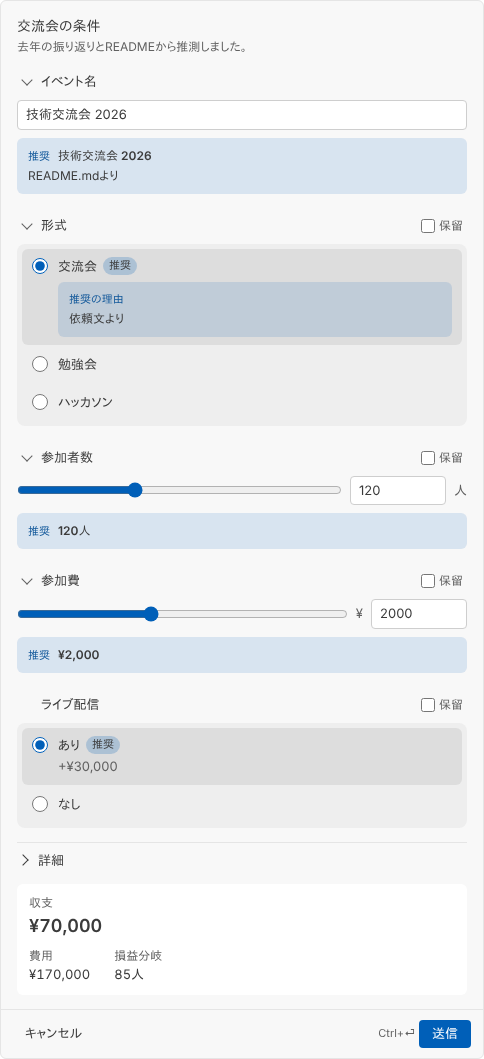 交流会の条件
去年の振り返りとREADMEから推測しました。
イベント名
技術交流会 2026
推奨 技術交流会 2026
README.mdより
形式 保留
交流会 推奨
推奨の理由
依頼文より
勉強会
ハッカソン
参加者数 保留
120 人
推奨 120人
参加費 保留
¥ 2000
推奨 ¥2,000
ライブ配信 保留
あり 推奨
+¥30,000
なし
詳細
収支
¥70,000
費用 損益分岐
¥170,000 85人
キャンセル Ctrl+⏎ 送信